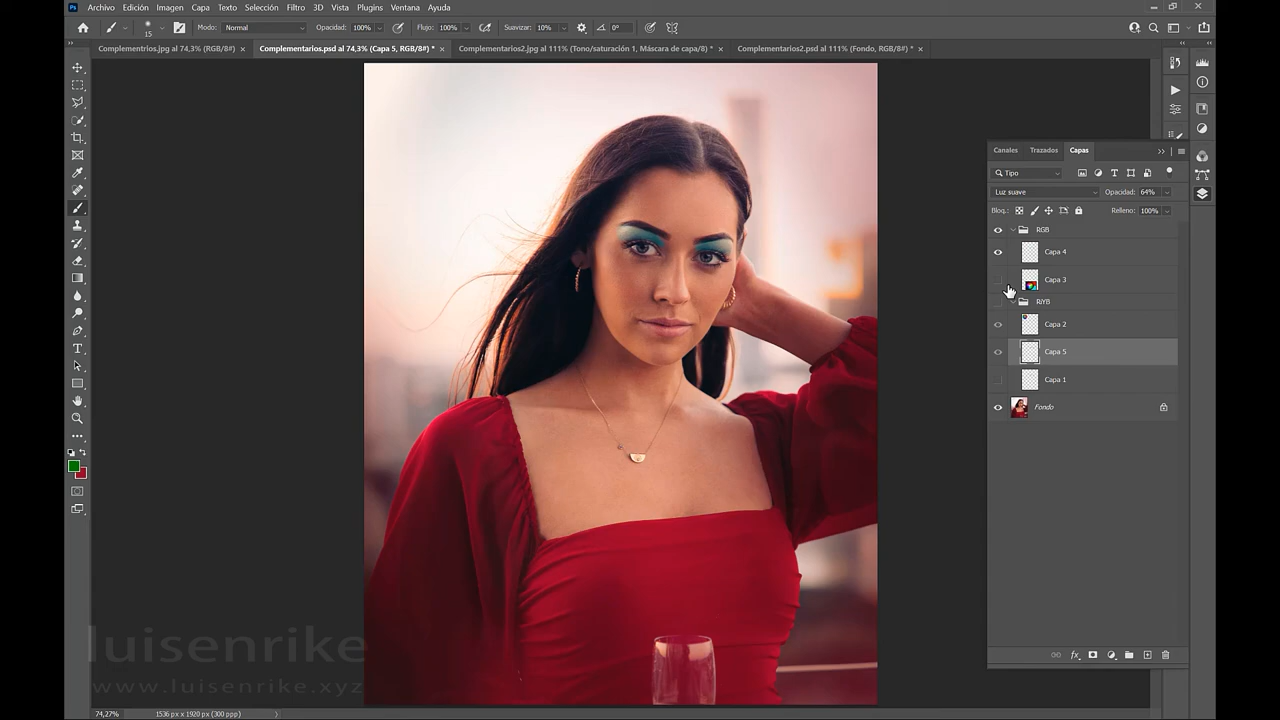 Archivo Edición Imagen Capa Texto Selección Filtro 3D Vista Plugins Ventana Ayuda
15 Modo: Normal Opacidad: 100% Flujo: 100% Suavizar: 10% 0°
Complementrios.jpg al 74,3% (RGB/8#) × Complementarios.psd al 74,3% (Capa 5, RGB/8#) * × Complementarios2.jpg al 111% (Tono/saturación 1, Máscara de capa/8) * × Complementarios2.psd al 111% (Fondo, RGB/8#) * ×
Canales Trazados Capas
Tipo
Luz suave Opacidad: 64%
Bloq.: Relleno: 100%
RGB
Capa 4
Capa 3
RiYB
Capa 2
Capa 5
Capa 1
Fondo
luisenrike
www.luisenrike.xyz
74,27% 1536 px x 1920 px (300 ppp)